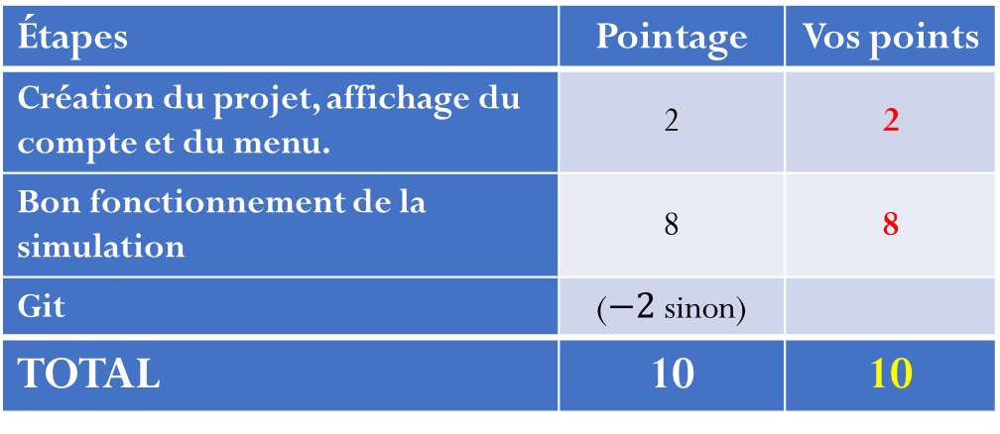 Étapes Pointage Vos points
Création du projet, affichage du
compte et du menu. 2 2
Bon fonctionnement de la
simulation 8 8
Git (−2 sinon)
TOTAL 10 10